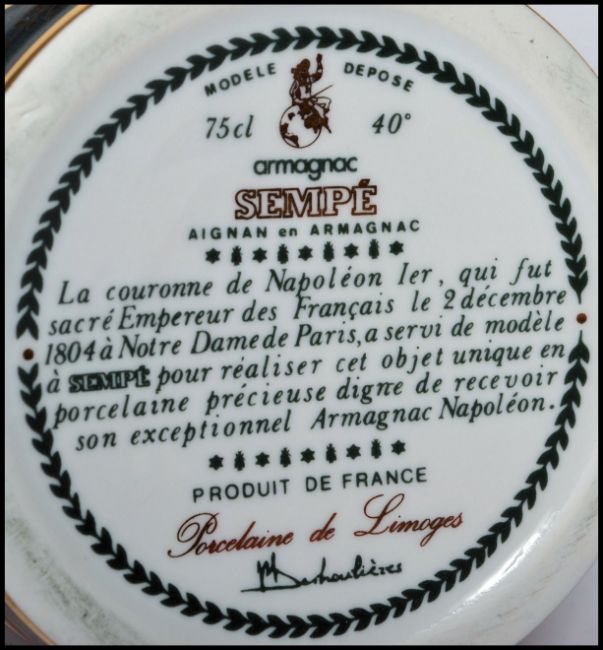 MODELE DEPOSE
75cl 40°
armagnac
SEMPÉ
AIGNAN en ARMAGNAC
La couronne de Napoléon Ier, qui fut
sacré Empereur des Français le 2 décembre
1804 à Notre Dame de Paris, a servi de modèle
à SEMPÉ pour réaliser cet objet unique en
porcelaine précieuse digne de recevoir
son exceptionnel Armagnac Napoléon.
PRODUIT DE FRANCE
Porcelaine de Limoges
M Deshoulières